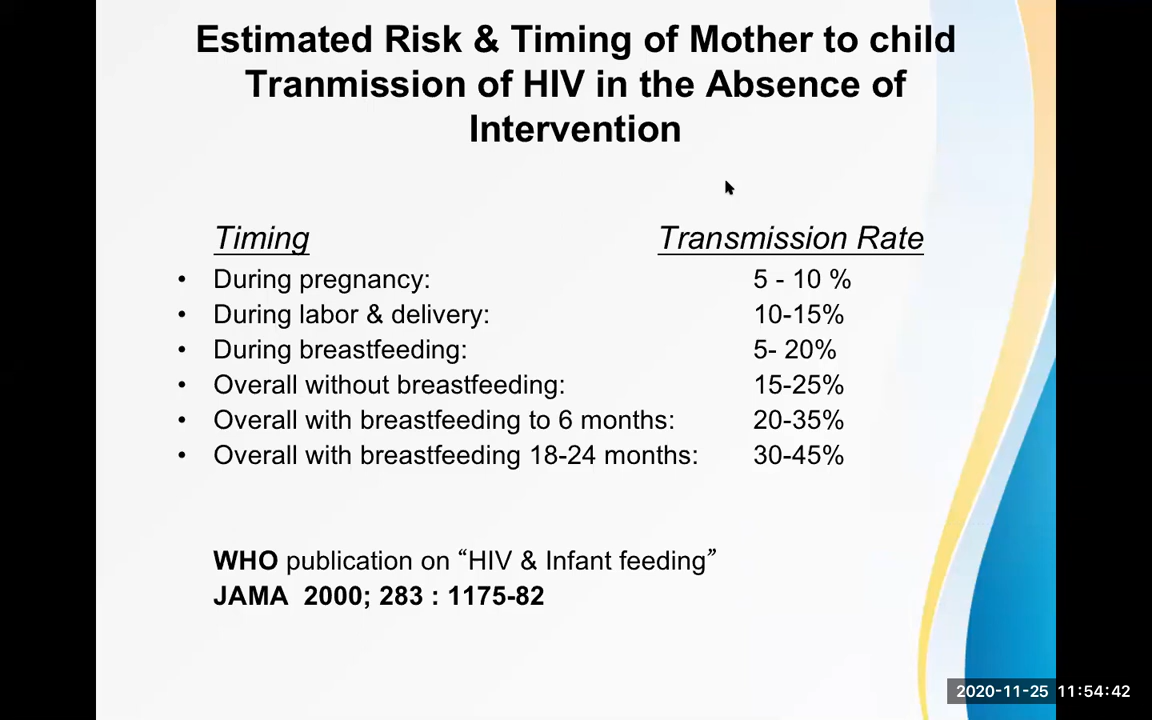 Estimated Risk & Timing of Mother to child
Tranmission of HIV in the Absence of
Intervention
Timing Transmission Rate
• During pregnancy: 5 - 10 %
• During labor & delivery: 10-15%
• During breastfeeding: 5- 20%
• Overall without breastfeeding: 15-25%
• Overall with breastfeeding to 6 months: 20-35%
• Overall with breastfeeding 18-24 months: 30-45%
WHO publication on “HIV & Infant feeding”
JAMA 2000; 283 : 1175-82
2020-11-25 11:54:42